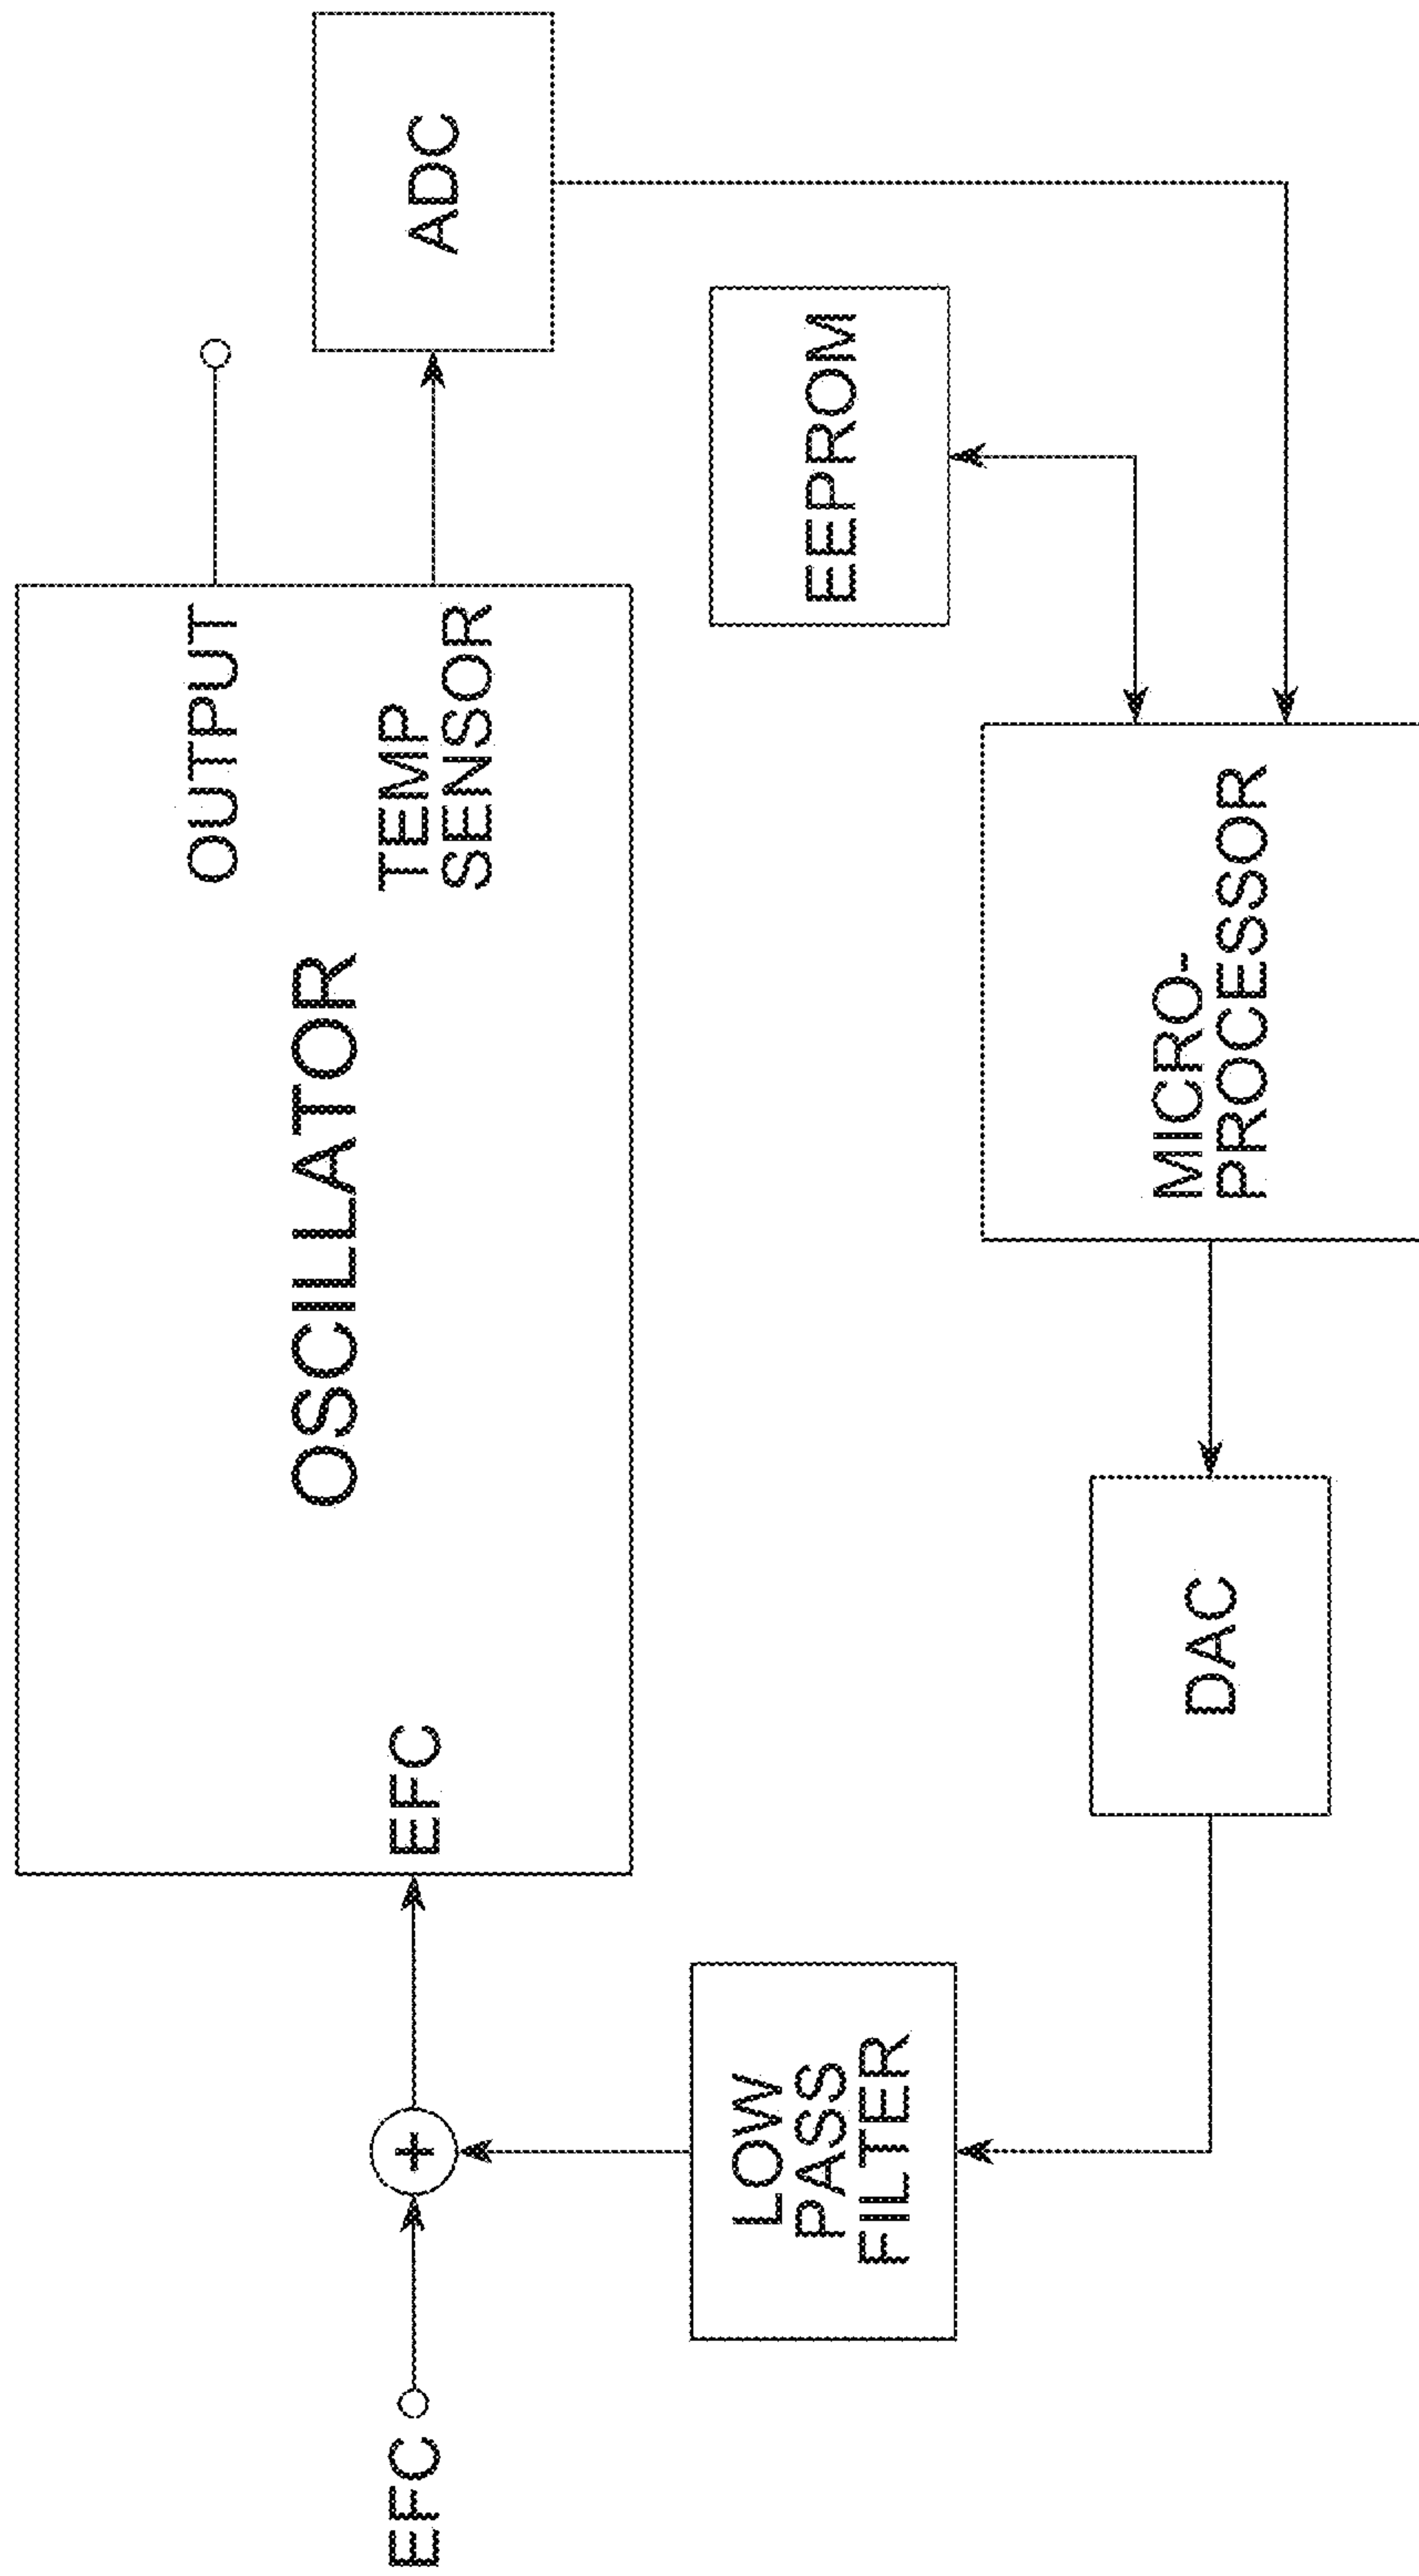 EFC
EFC
OSCILLATOR
OUTPUT
TEMP
SENSOR
ADC
LOW
PASS
FILTER
EEPROM
DAC
MICRO-
PROCESSOR
+